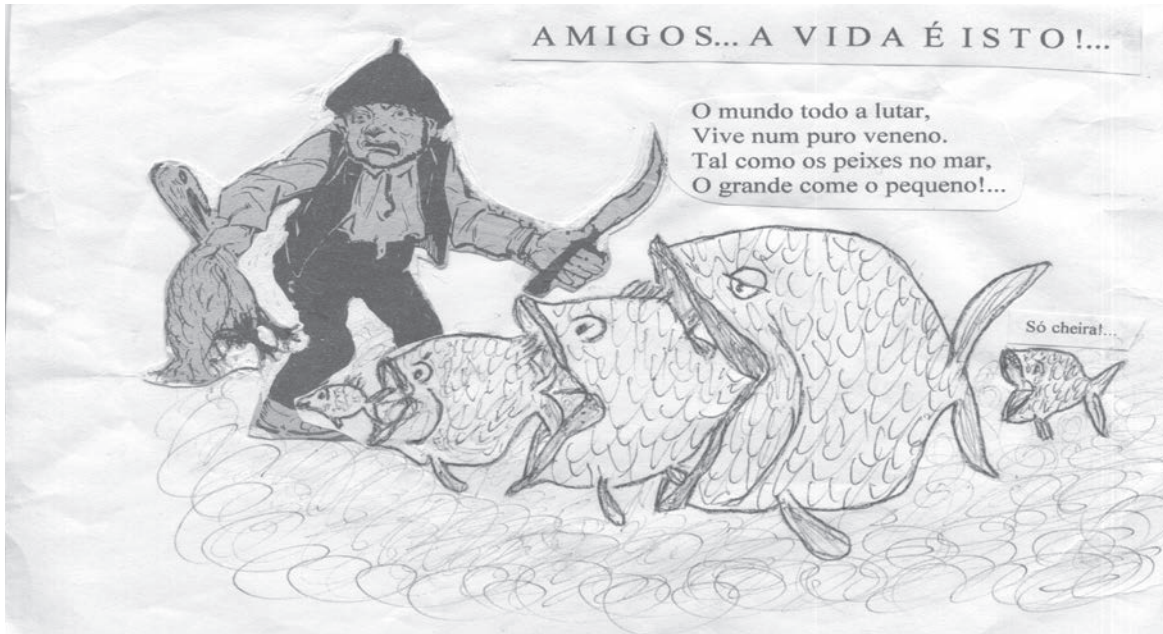 AMIGOS... A VIDA É ISTO!...
O mundo todo a lutar,
Vive num puro veneno.
Tal como os peixes no mar,
O grande come o pequeno!...
Só cheira!...